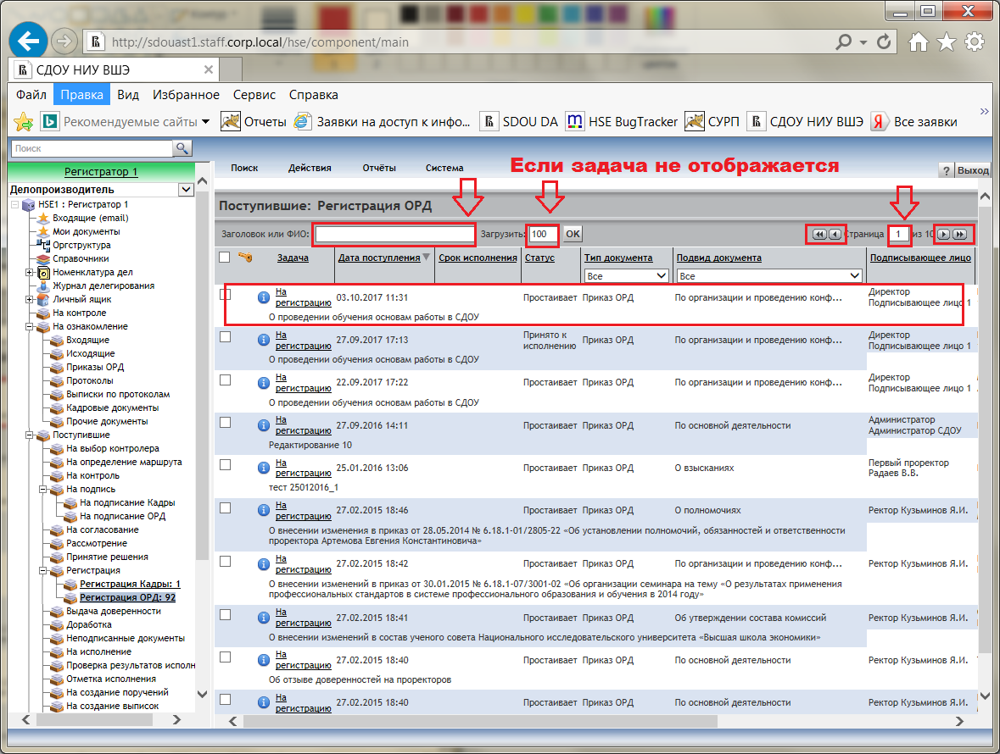 http://sdouast1.staff.corp.local/hse/component/main
СДОУ НИУ ВШЭ
Файл Правка Вид Избранное Сервис Справка
Рекомендуемые сайты Отчеты Заявки на доступ к инфо... SDOU DA HSE BugTracker СУРП СДОУ НИУ ВШЭ Все заявки
Поиск
Регистратор 1
Делопроизводитель
HSE1 : Регистратор 1
Входящие (email)
Мои документы
Оргструктура
Справочники
Номенклатура дел
Журнал делегирования
Личный ящик
На контроле
На ознакомление
Входящие
Исходящие
Приказы ОРД
Протоколы
Выписки по протоколам
Кадровые документы
Прочие документы
Поступившие
На выбор контролера
На определение маршрута
На контроль
На подпись
На подписание Кадры
На подписание ОРД
На согласование
Рассмотрение
Принятие решения
Регистрация
Регистрация Кадры: 1
Регистрация ОРД: 92
Выдача доверенности
Доработка
Неподписанные документы
На исполнение
Проверка результатов исполн
Отметка исполнения
На создание поручений
На создание выписок
Поиск Действия Отчёты Система
Если задача не отображается
? Выход
Поступившие: Регистрация ОРД
Заголовок или ФИО: Загрузить: 100 OK Страница 1 из 10
Задача Дата поступления Срок исполнения Статус Тип документа Подвид документа Подписывающее лицо
Все Все
На регистрацию 03.10.2017 11:31 Простаивает Приказ ОРД По организации и проведению конф... Директор Подписывающее лицо 1
О проведении обучения основам работы в СДОУ
На регистрацию 27.09.2017 17:13 Принято к исполнению Приказ ОРД По организации и проведению конф... Директор Подписывающее лицо 1
О проведении обучения основам работы в СДОУ
На регистрацию 22.09.2017 17:22 Простаивает Приказ ОРД По организации и проведению конф... Директор Подписывающее лицо 1
О проведении обучения основам работы в СДОУ
На регистрацию 27.09.2016 14:11 Простаивает Приказ ОРД По основной деятельности Администратор Администратор СДОУ
Редактирование 10
На регистрацию 25.01.2016 13:06 Простаивает Приказ ОРД О взысканиях Первый проректор Радаев В.В.
тест 25012016_1
На регистрацию 27.02.2015 18:46 Простаивает Приказ ОРД О полномочиях Ректор Кузьминов Я.И.
О внесении изменения в приказ от 28.05.2014 № 6.18.1-01/2805-22 «Об установлении полномочий, обязанностей и ответственности
проректора Артемова Евгения Константиновича»
На регистрацию 27.02.2015 18:42 Простаивает Приказ ОРД По организации и проведению конф... Ректор Кузьминов Я.И.
О внесении изменений в приказ от 30.01.2015 № 6.18.1-07/3001-02 «Об организации семинара на тему «О результатах применения
профессиональных стандартов в системе профессионального образования и обучения в 2014 году»
На регистрацию 27.02.2015 18:41 Простаивает Приказ ОРД Об утверждении состава комиссий Ректор Кузьминов Я.И.
О внесении изменений в состав ученого совета Национального исследовательского университета «Высшая школа экономики»
На регистрацию 27.02.2015 18:40 Простаивает Приказ ОРД По основной деятельности Ректор Кузьминов Я.И.
Об отзыве доверенностей на проректоров
На регистрацию 27.02.2015 18:40 Простаивает Приказ ОРД По основной деятельности Ректор Кузьминов Я.И.